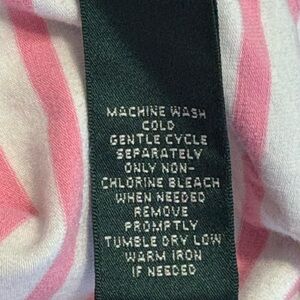 MACHINE WASH
COLD
GENTLE CYCLE
SEPARATELY
ONLY NON-
CHLORINE BLEACH
WHEN NEEDED
REMOVE
PROMPTLY
TUMBLE DRY LOW
WARM IRON
IF NEEDED